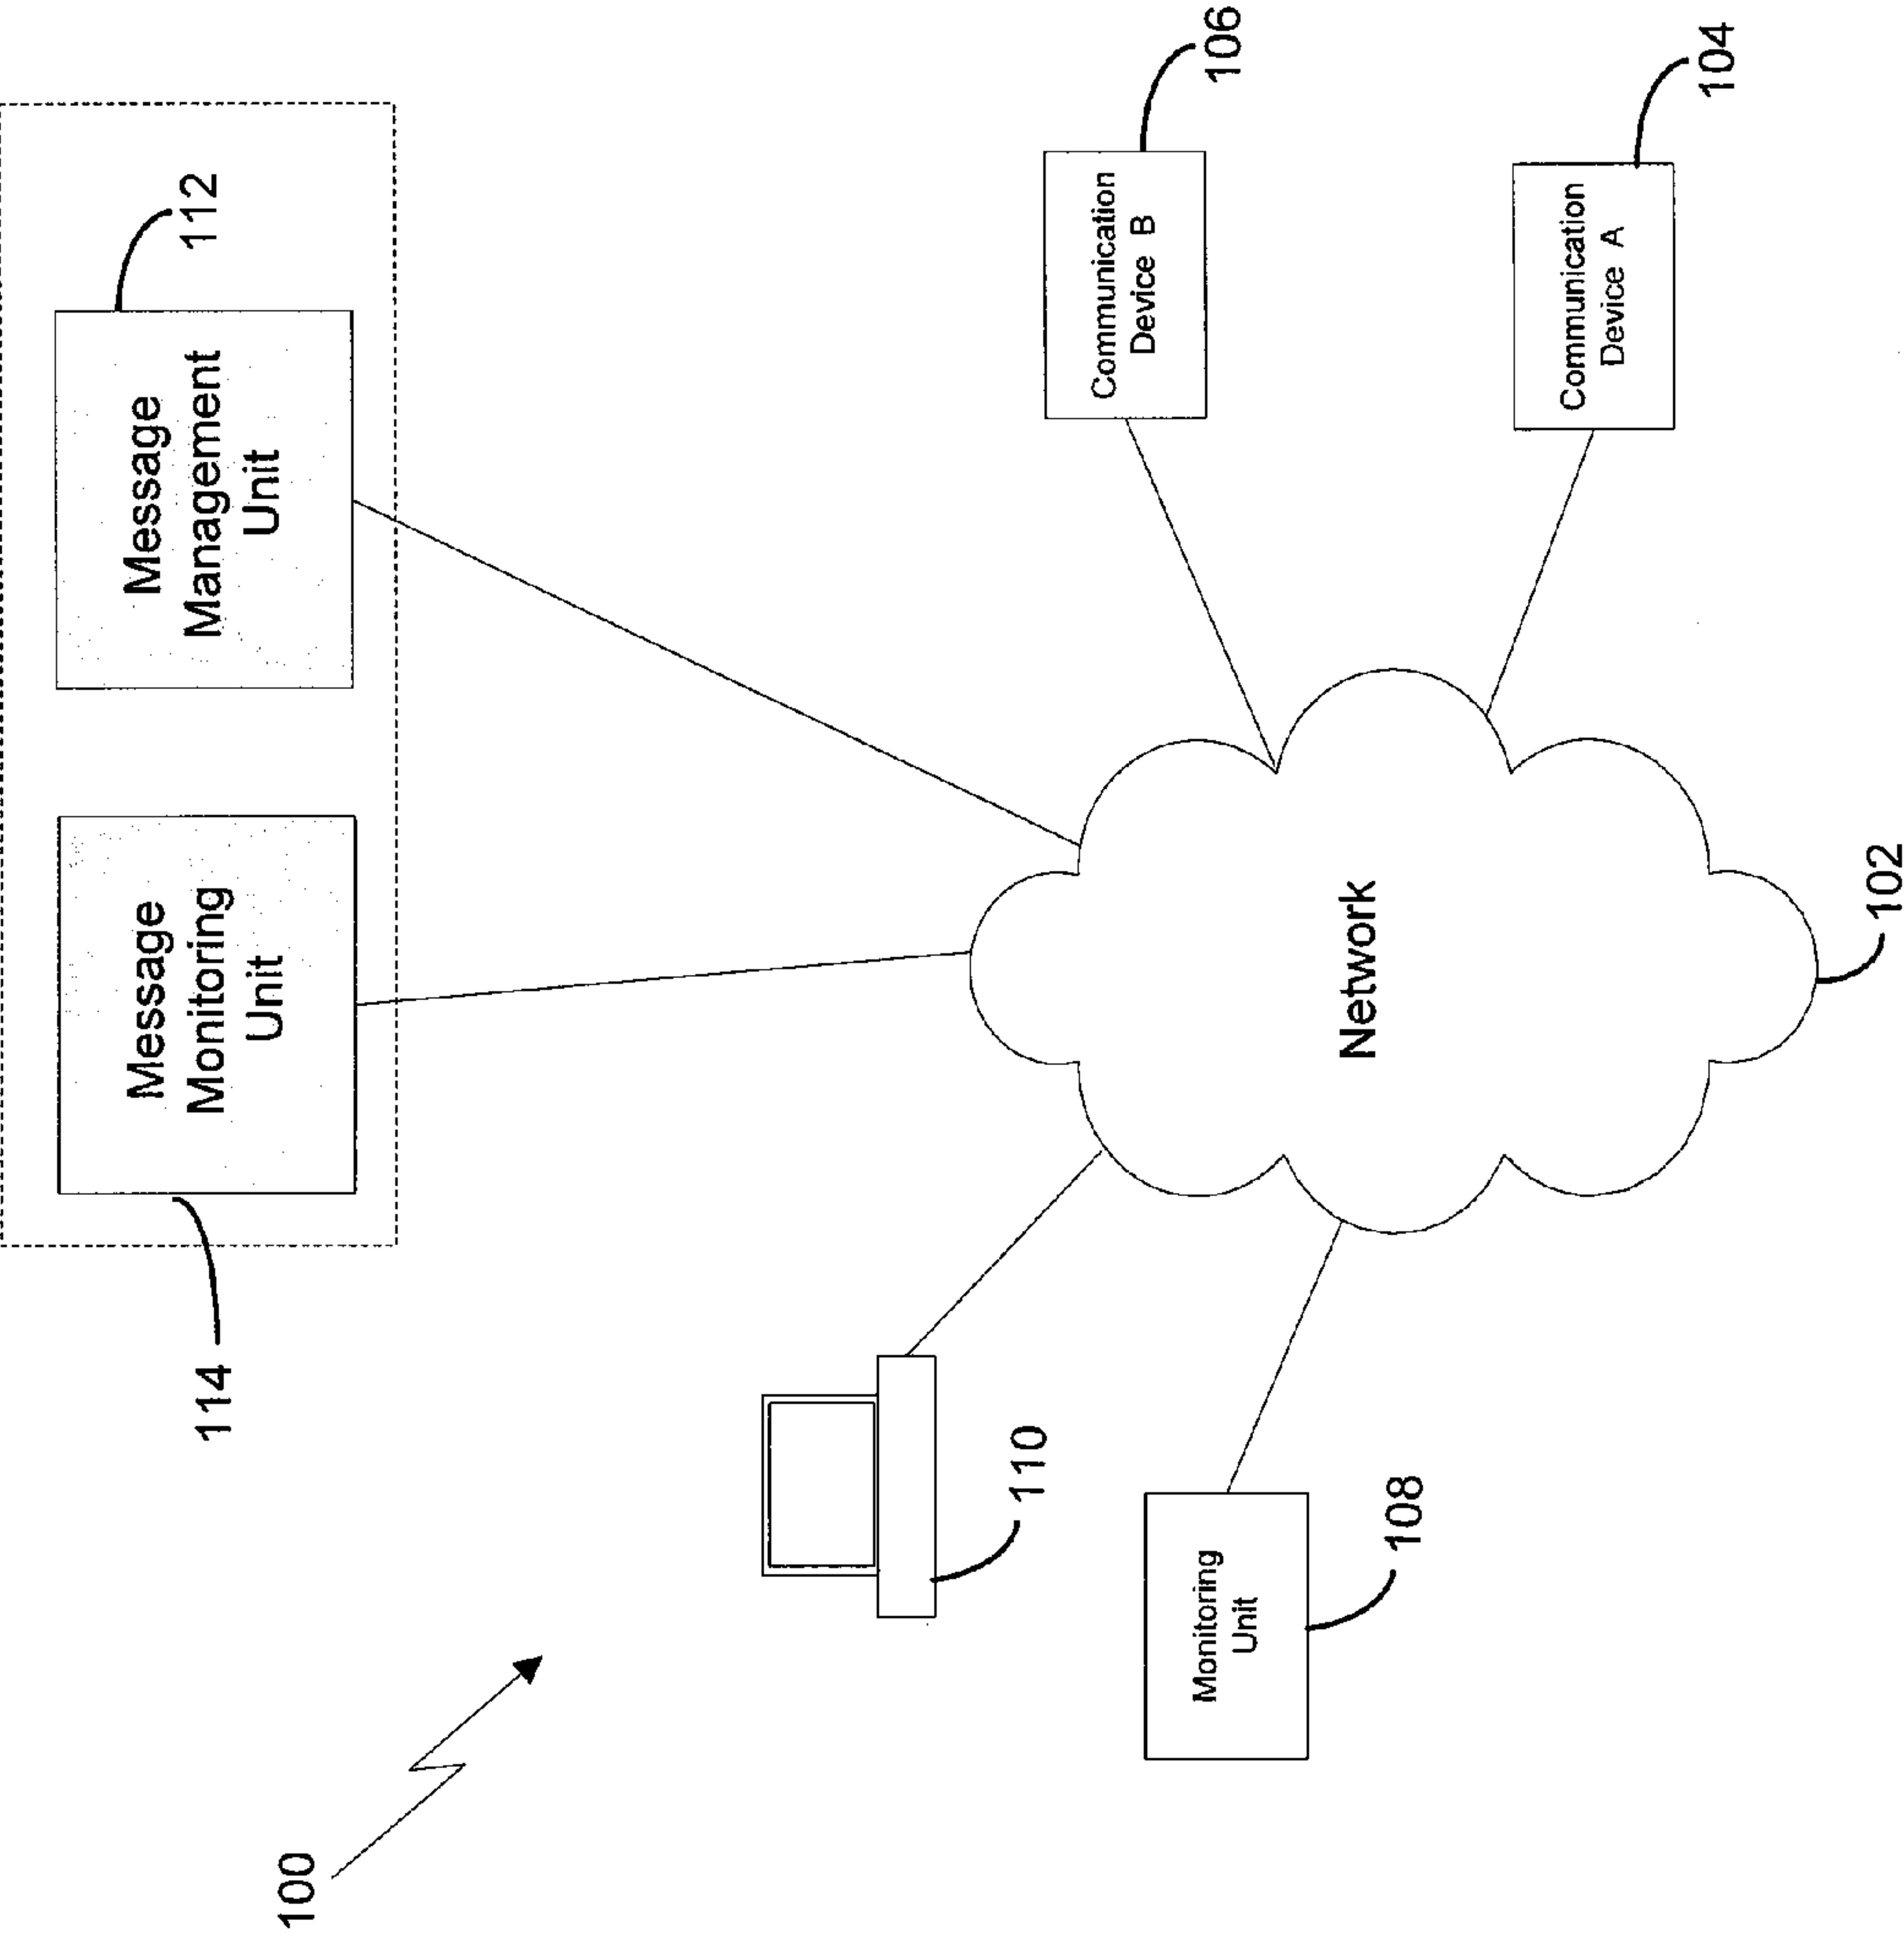 100
114
Message
Monitoring
Unit
112
Message
Management
Unit
110
Monitoring
Unit
108
Network
102
106
Communication
Device B
104
Communication
Device A